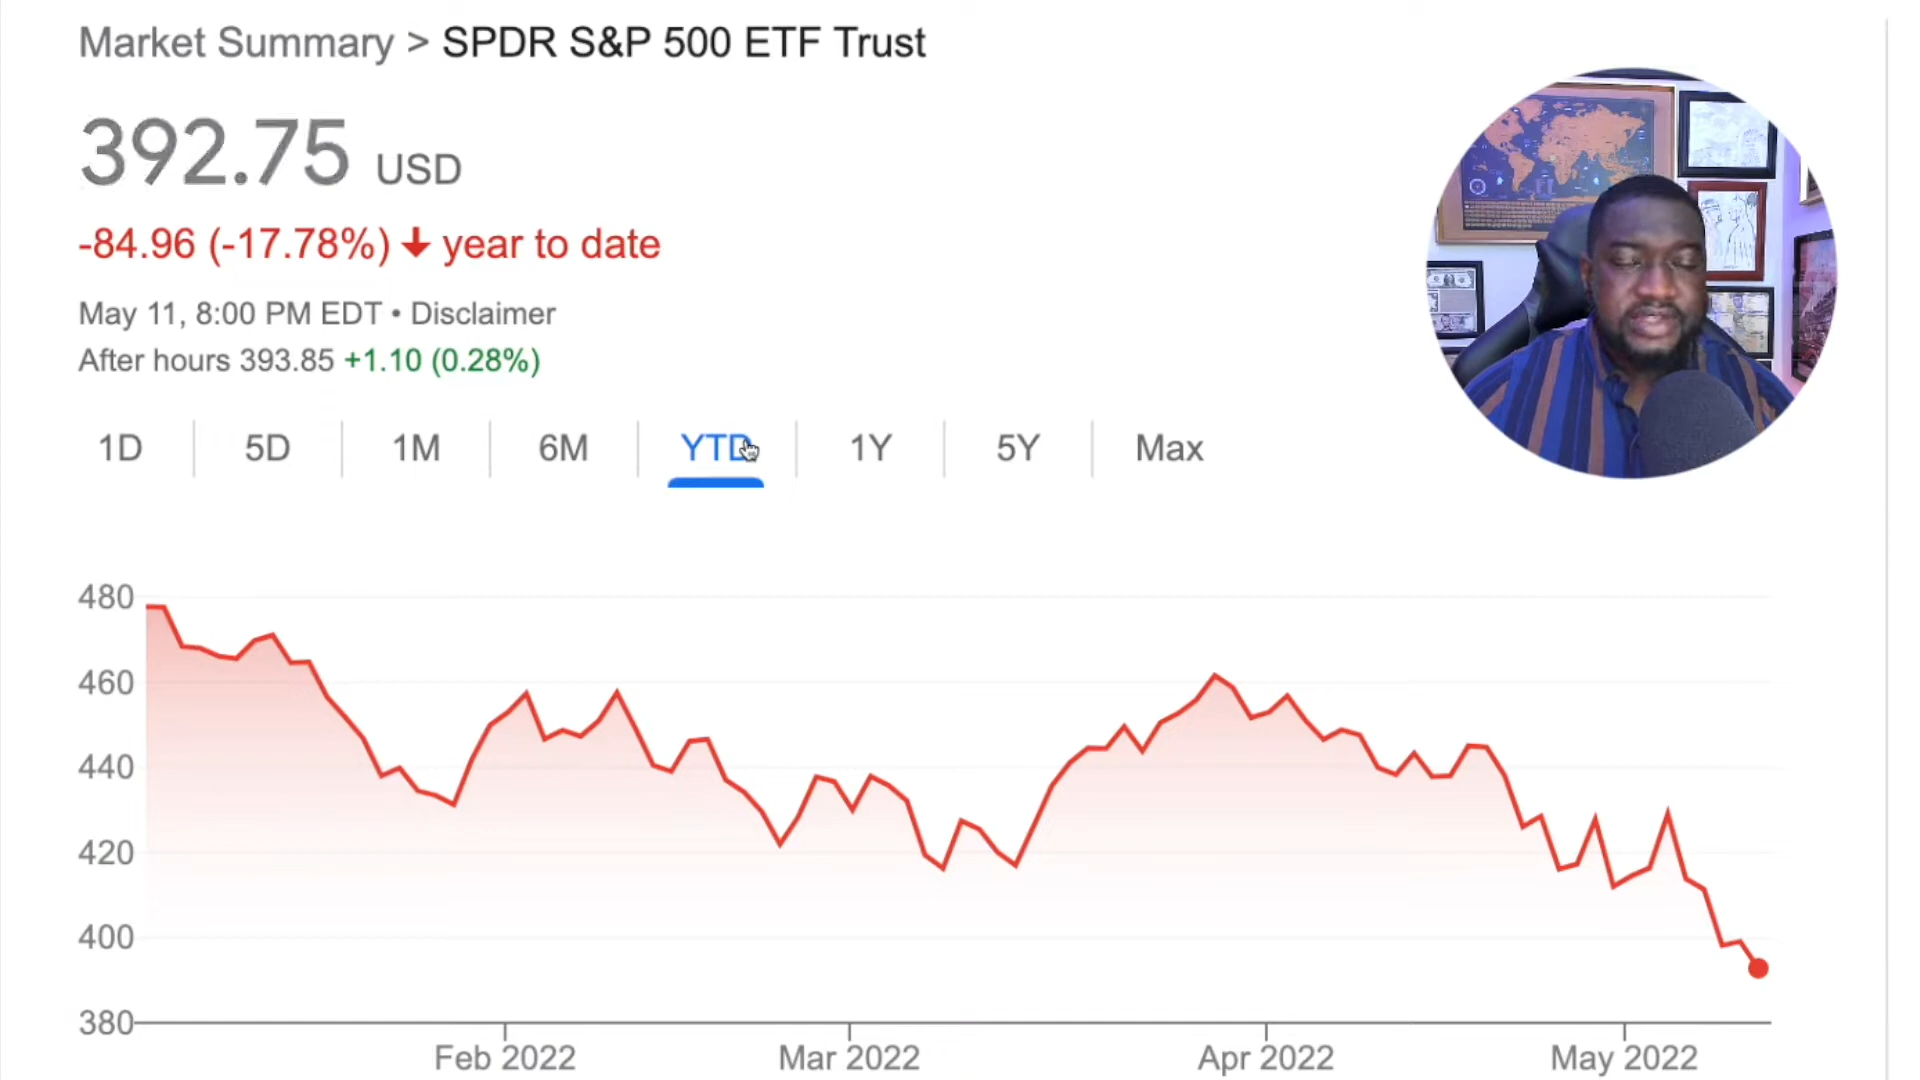 Market Summary > SPDR S&P 500 ETF Trust
392.75 USD
-84.96 (-17.78%) ↓ year to date
May 11, 8:00 PM EDT • Disclaimer
After hours 393.85 +1.10 (0.28%)
1D 5D 1M 6M YTD 1Y 5Y Max
480
460
440
420
400
380
Feb 2022 Mar 2022 Apr 2022 May 2022